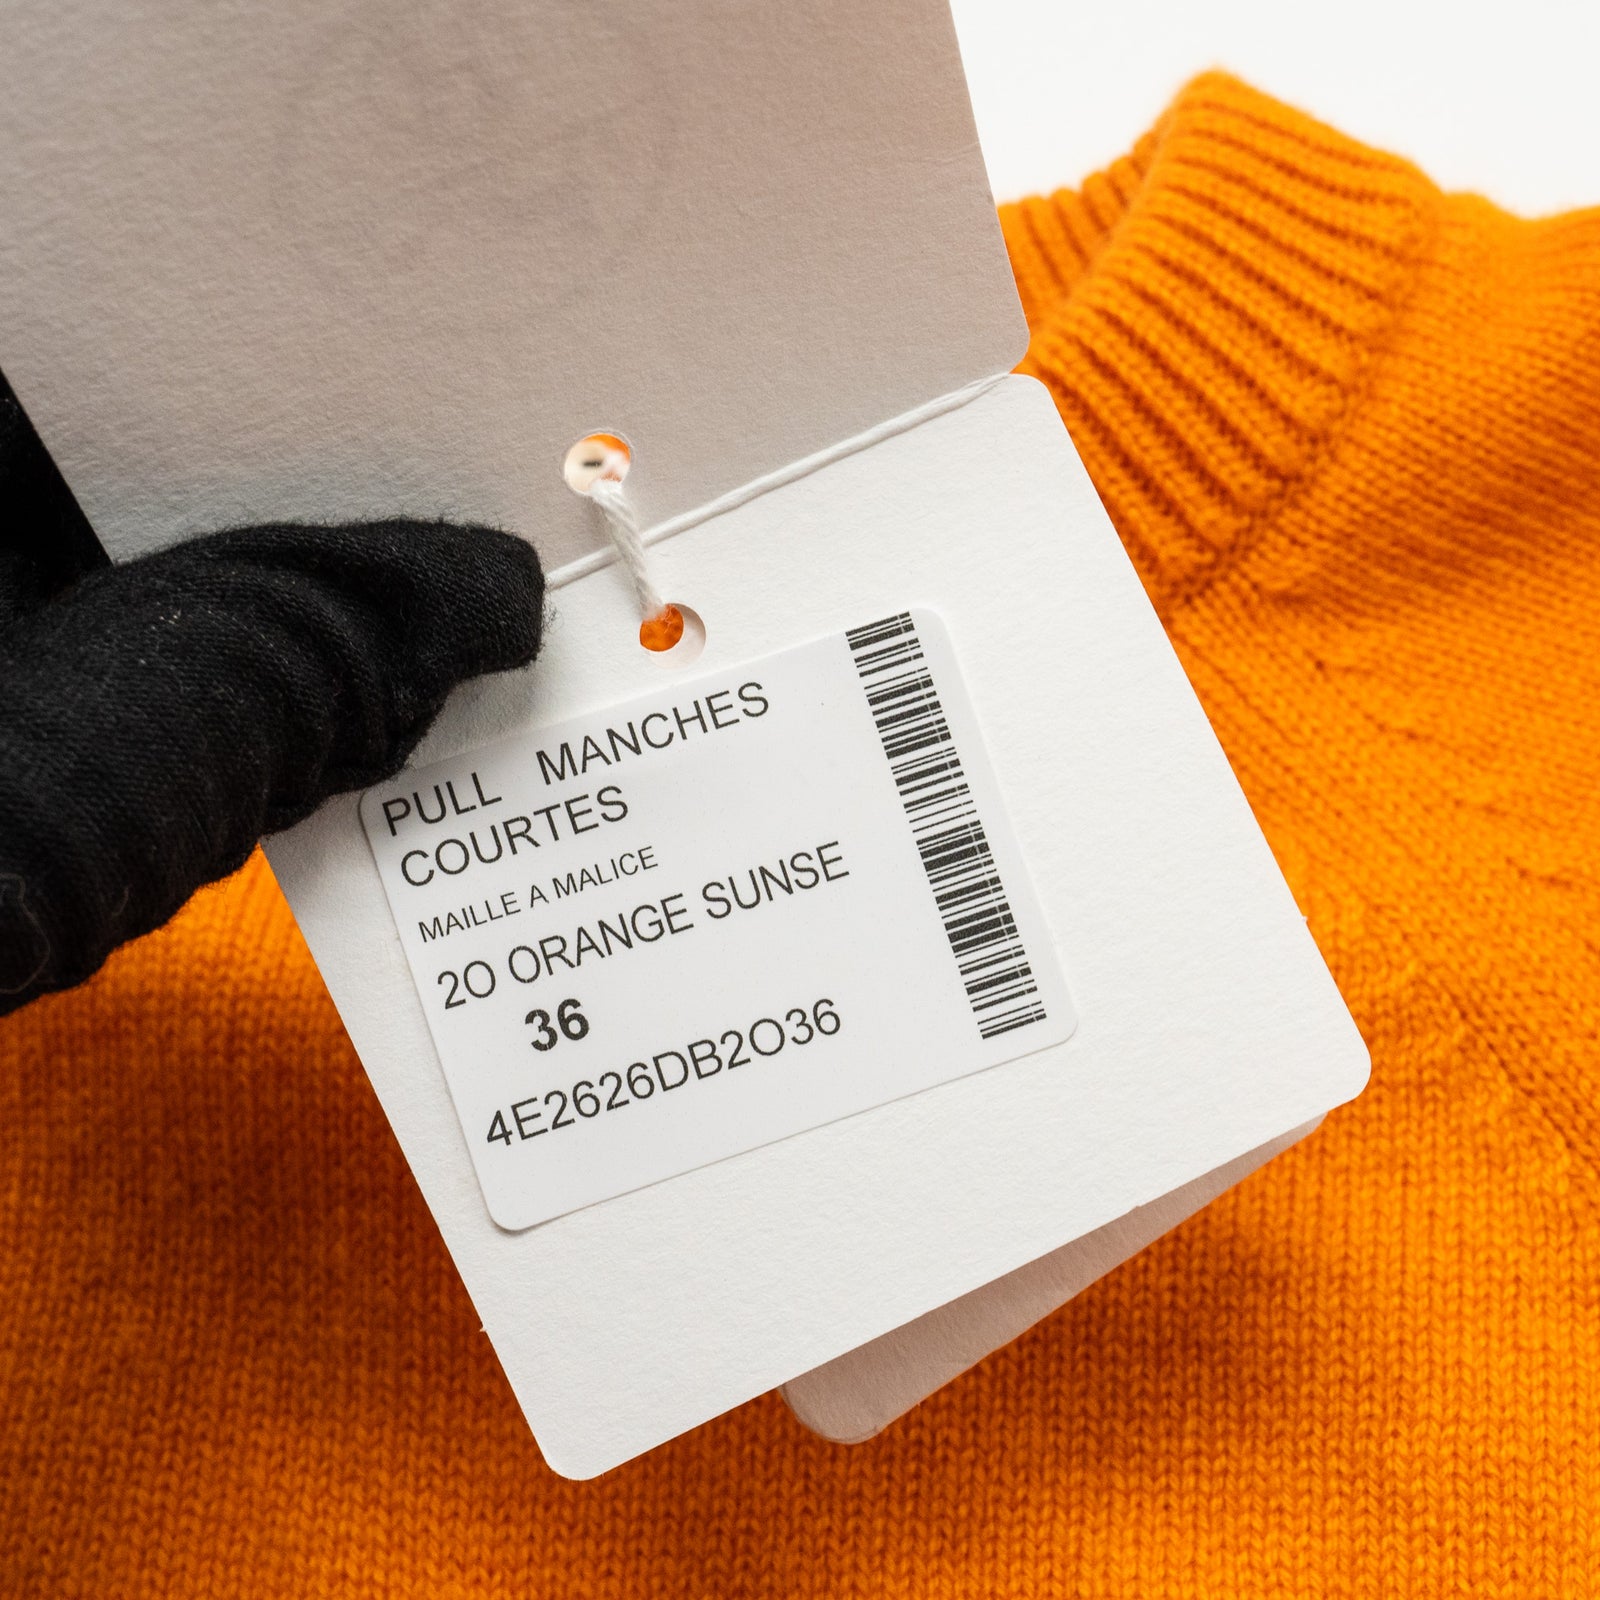 PULL MANCHES
COURTES
MAILLE A MALICE
2O ORANGE SUNSE
36
4E2626DB2O36